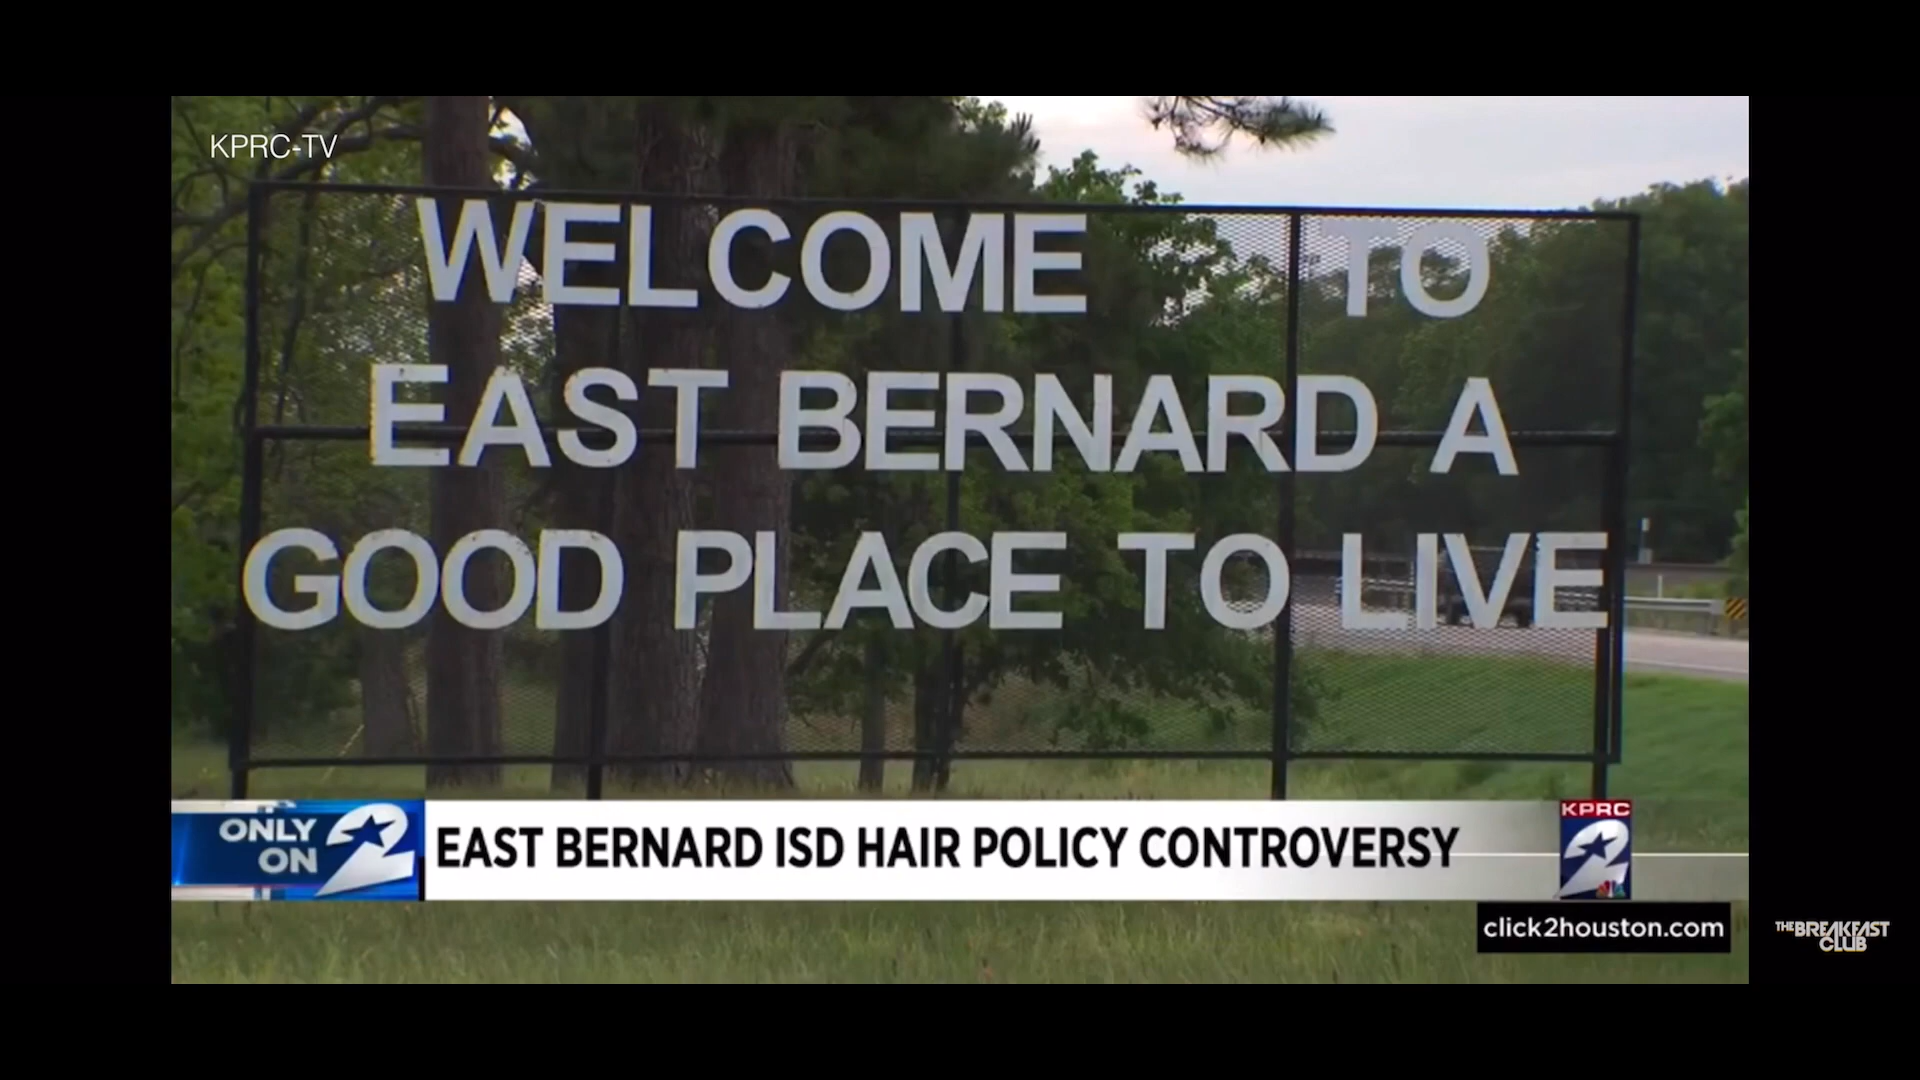 KPRC-TV
WELCOME TO
EAST BERNARD A
GOOD PLACE TO LIVE
ONLY
ON 2
EAST BERNARD ISD HAIR POLICY CONTROVERSY
KPRC
2
click2houston.com
THE BREAKFAST
CLUB